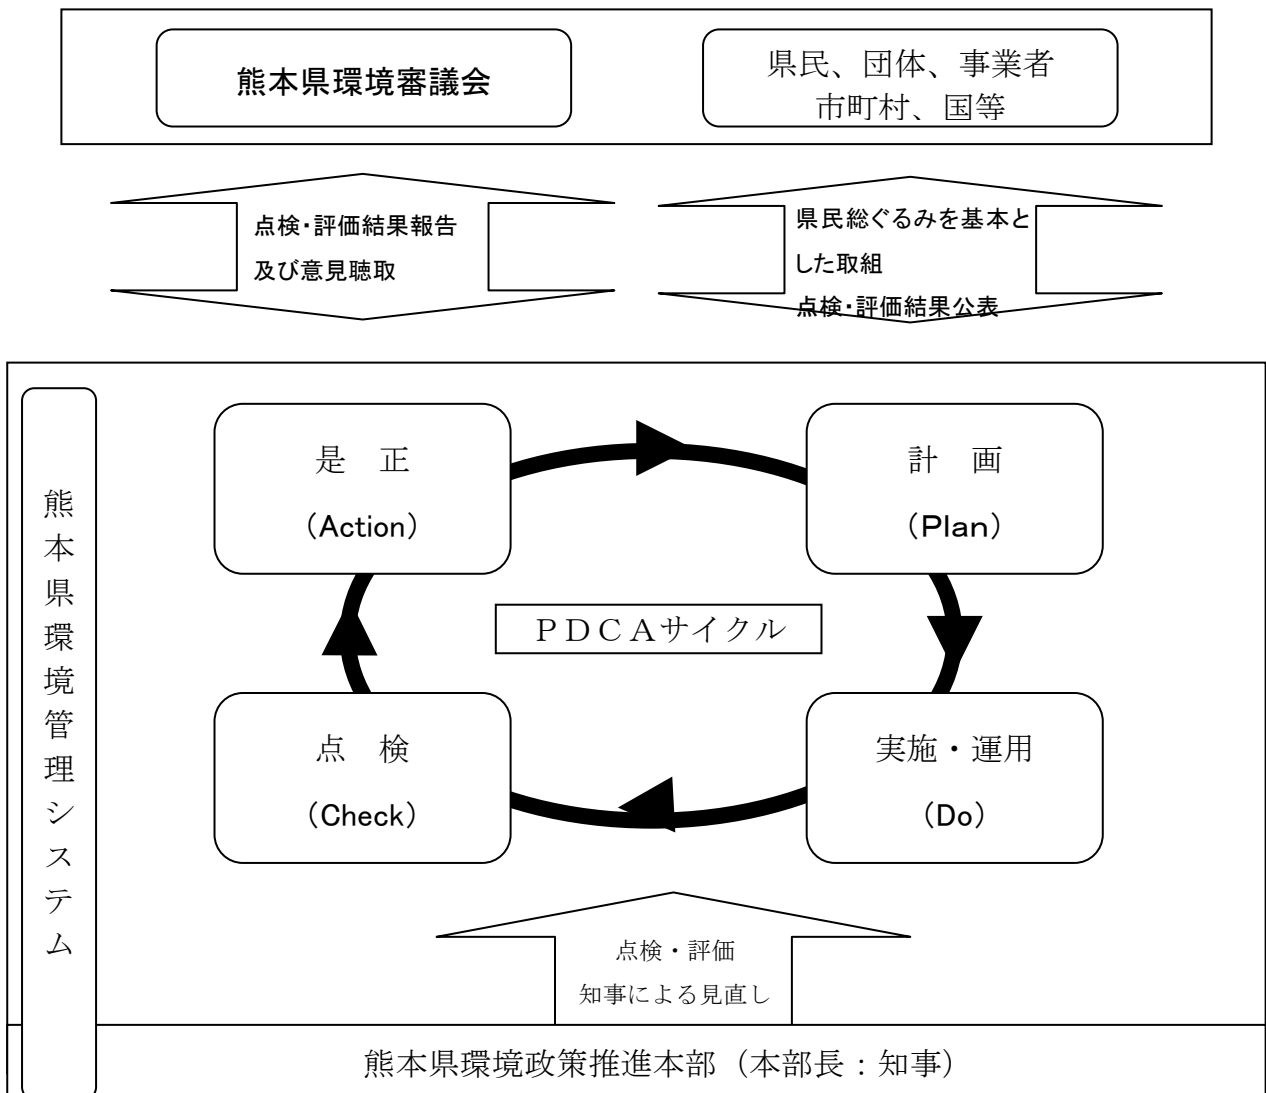 熊本県環境審議会
県民、団体、事業者
市町村、国等
点検・評価結果報告
及び意見聴取
県民総ぐるみを基本と
した取組
点検・評価結果公表
熊本県環境管理システム
是　正
（Action）
計　画
（Plan）
ＰＤＣＡサイクル
点　検
（Check）
実施・運用
（Do）
点検・評価
知事による見直し
熊本県環境政策推進本部（本部長：知事）